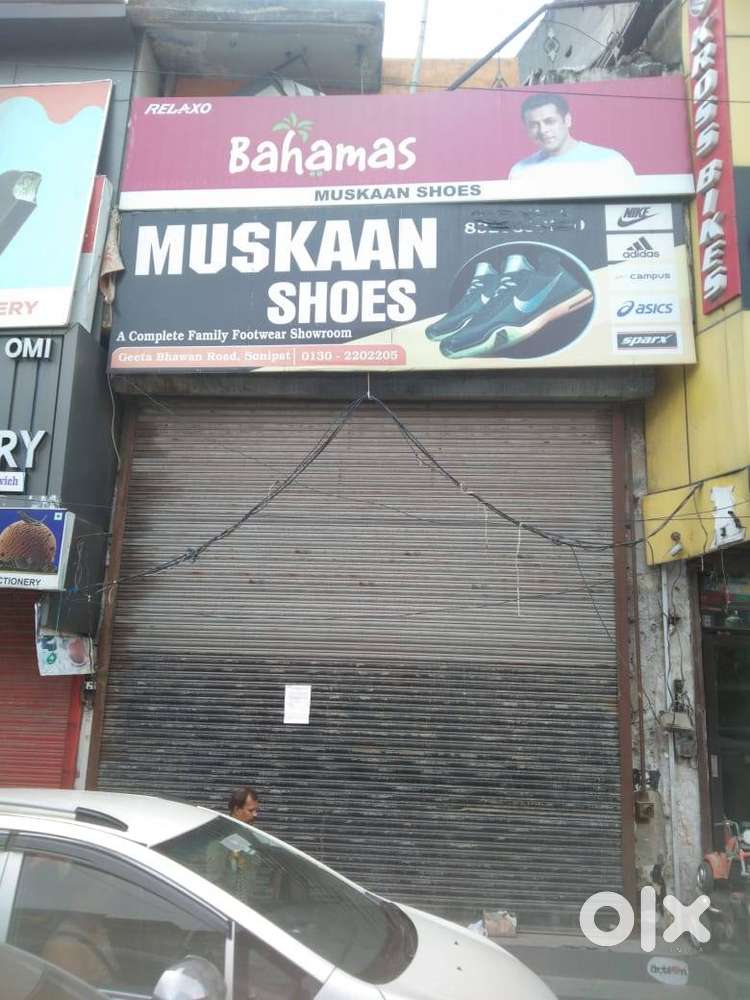 RELAXO
Bahamas
MUSKAAN SHOES
MUSKAAN
SHOES
A Complete Family Footwear Showroom
Geeta Bhawan Road, Sonipat | 0130 - 2202205
NIKE
adidas
CAMPUS
asics
sparx
KROSS BIKES
A
ERY
OMI
RY
CTIONERY
olx